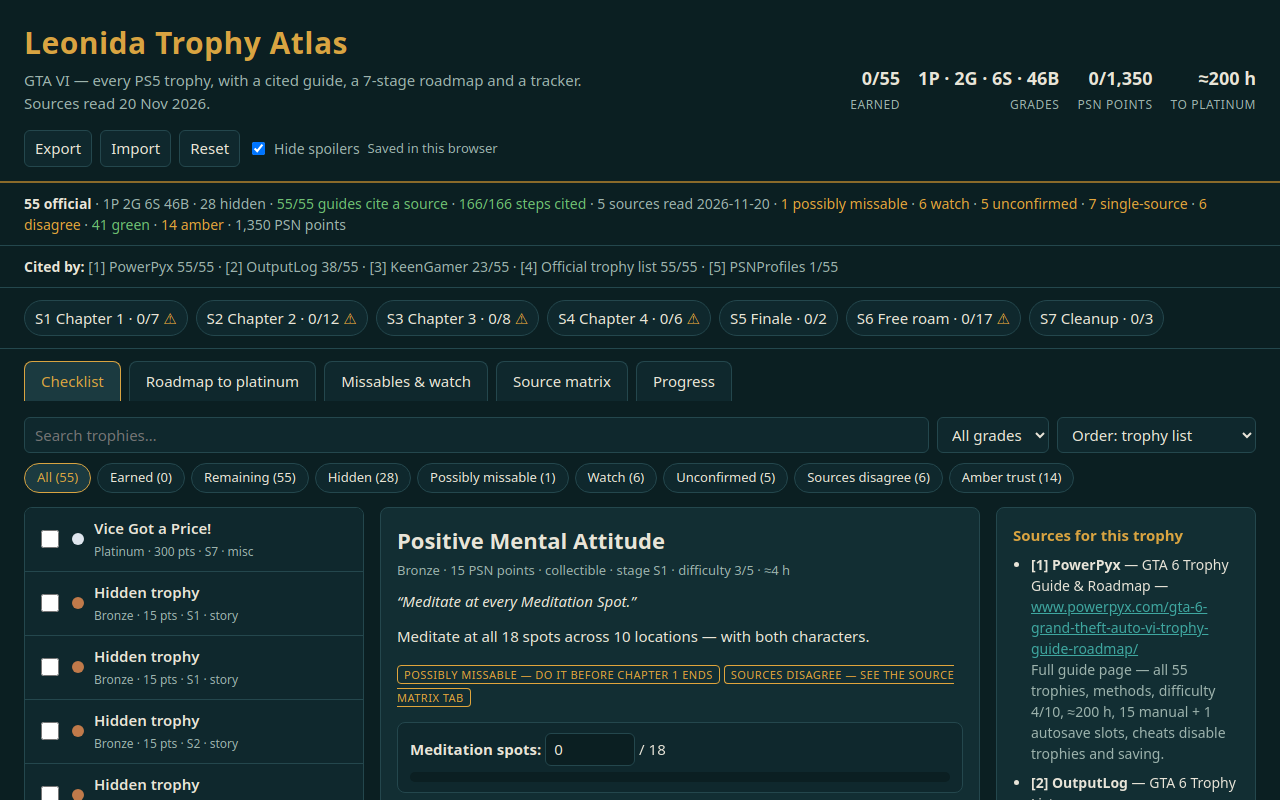 Leonida Trophy Atlas
GTA VI — every PS5 trophy, with a cited guide, a 7-stage roadmap and a tracker.
Sources read 20 Nov 2026.
0/55
EARNED
1P · 2G · 6S · 46B
GRADES
0/1,350
PSN POINTS
≈200 h
TO PLATINUM
Export
Import
Reset
Hide spoilers
Saved in this browser
55 official · 1P 2G 6S 46B · 28 hidden · 55/55 guides cite a source · 166/166 steps cited · 5 sources read 2026-11-20 · 1 possibly missable · 6 watch · 5 unconfirmed · 7 single-source · 6
disagree · 41 green · 14 amber · 1,350 PSN points
Cited by: [1] PowerPyx 55/55 · [2] OutputLog 38/55 · [3] KeenGamer 23/55 · [4] Official trophy list 55/55 · [5] PSNProfiles 1/55
S1 Chapter 1 · 0/7 ⚠
S2 Chapter 2 · 0/12 ⚠
S3 Chapter 3 · 0/8 ⚠
S4 Chapter 4 · 0/6 ⚠
S5 Finale · 0/2
S6 Free roam · 0/17 ⚠
S7 Cleanup · 0/3
Checklist
Roadmap to platinum
Missables & watch
Source matrix
Progress
Search trophies...
All grades
Order: trophy list
All (55)
Earned (0)
Remaining (55)
Hidden (28)
Possibly missable (1)
Watch (6)
Unconfirmed (5)
Sources disagree (6)
Amber trust (14)
Vice Got a Price!
Platinum · 300 pts · S7 · misc
Hidden trophy
Bronze · 15 pts · S1 · story
Hidden trophy
Bronze · 15 pts · S1 · story
Hidden trophy
Bronze · 15 pts · S2 · story
Hidden trophy
Positive Mental Attitude
Bronze · 15 PSN points · collectible · stage S1 · difficulty 3/5 · ≈4 h
“Meditate at every Meditation Spot.”
Meditate at all 18 spots across 10 locations — with both characters.
POSSIBLY MISSABLE — DO IT BEFORE CHAPTER 1 ENDS
SOURCES DISAGREE — SEE THE SOURCE
MATRIX TAB
Meditation spots: 0 / 18
Sources for this trophy
[1] PowerPyx — GTA 6 Trophy
Guide & Roadmap —
www.powerpyx.com/gta-6-
grand-theft-auto-vi-trophy-
guide-roadmap/
Full guide page — all 55
trophies, methods, difficulty
4/10, ≈200 h, 15 manual + 1
autosave slots, cheats disable
trophies and saving.
[2] OutputLog — GTA 6 Trophy